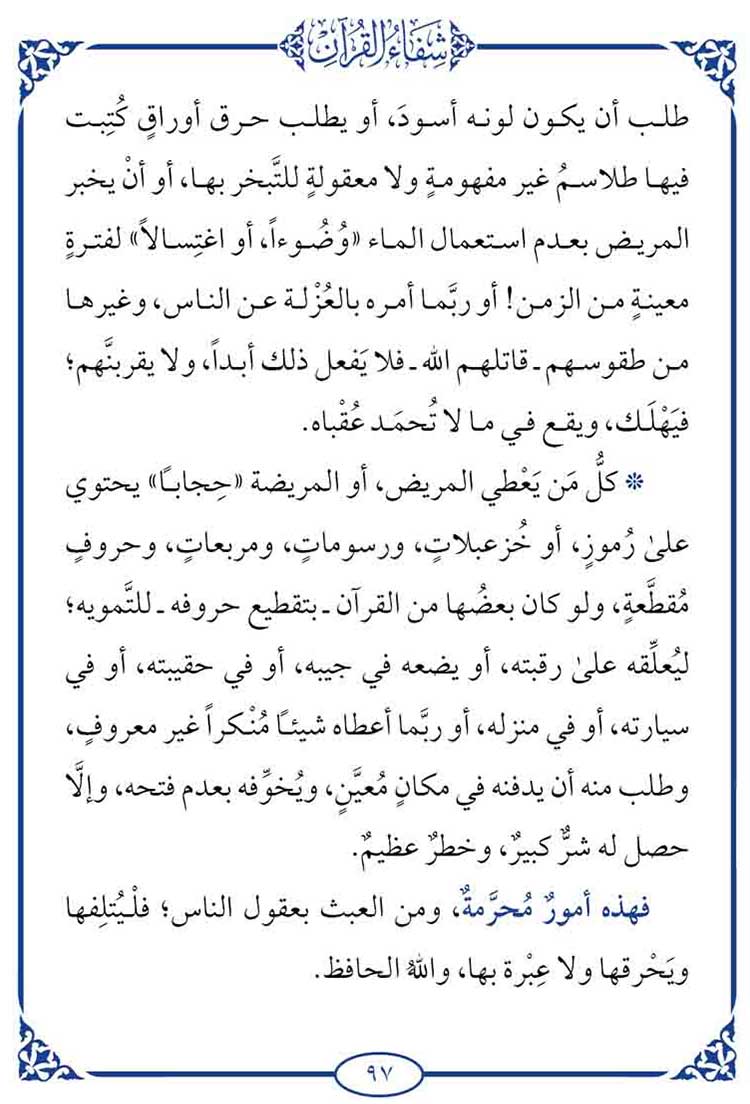 شِفَاءُ القُرْآنِ
طلب أن يكون لونه أسودَ، أو يطلب حرق أوراقٍ كُتِبت
فيها طلاسمُ غير مفهومةٍ ولا معقولةٍ للتَّبخر بها، أو أنْ يخبر
المريض بعدم استعمال الماء «وُضُوءاً، أو اغتِسالاً» لفترةٍ
معينةٍ من الزمن! أو ربَّما أمره بالعُزْلة عن الناس، وغيرها
من طقوسهم ـ قاتلهم الله ـ فلا يَفعل ذلك أبداً، ولا يقربنَّهم؛
فيَهْلَك، ويقع في ما لا تُحمَد عُقْباه.
❊ كلُّ مَن يَعْطي المريض، أو المريضة «حِجابًا» يحتوي
علىٰ رُموزٍ، أو خُزعبلاتٍ، ورسوماتٍ، ومربعاتٍ، وحروفٍ
مُقطَّعةٍ، ولو كان بعضُها من القرآن ـ بتقطيع حروفه ـ للتَّمويه؛
ليُعلِّقه علىٰ رقبته، أو يضعه في جيبه، أو في حقيبته، أو في
سيارته، أو في منزله، أو ربَّما أعطاه شيئًا مُنْكراً غير معروفٍ،
وطلب منه أن يدفنه في مكانٍ مُعيَّنٍ، ويُخوِّفه بعدم فتحه، وإلَّا
حصل له شرٌّ كبيرٌ، وخطرٌ عظيمٌ.
فهذه أمورٌ مُحرَّمةٌ، ومن العبث بعقول الناس؛ فلْيُتلِفها
ويَحْرقها ولا عِبْرة بها، واللهُ الحافظ.
٩٧